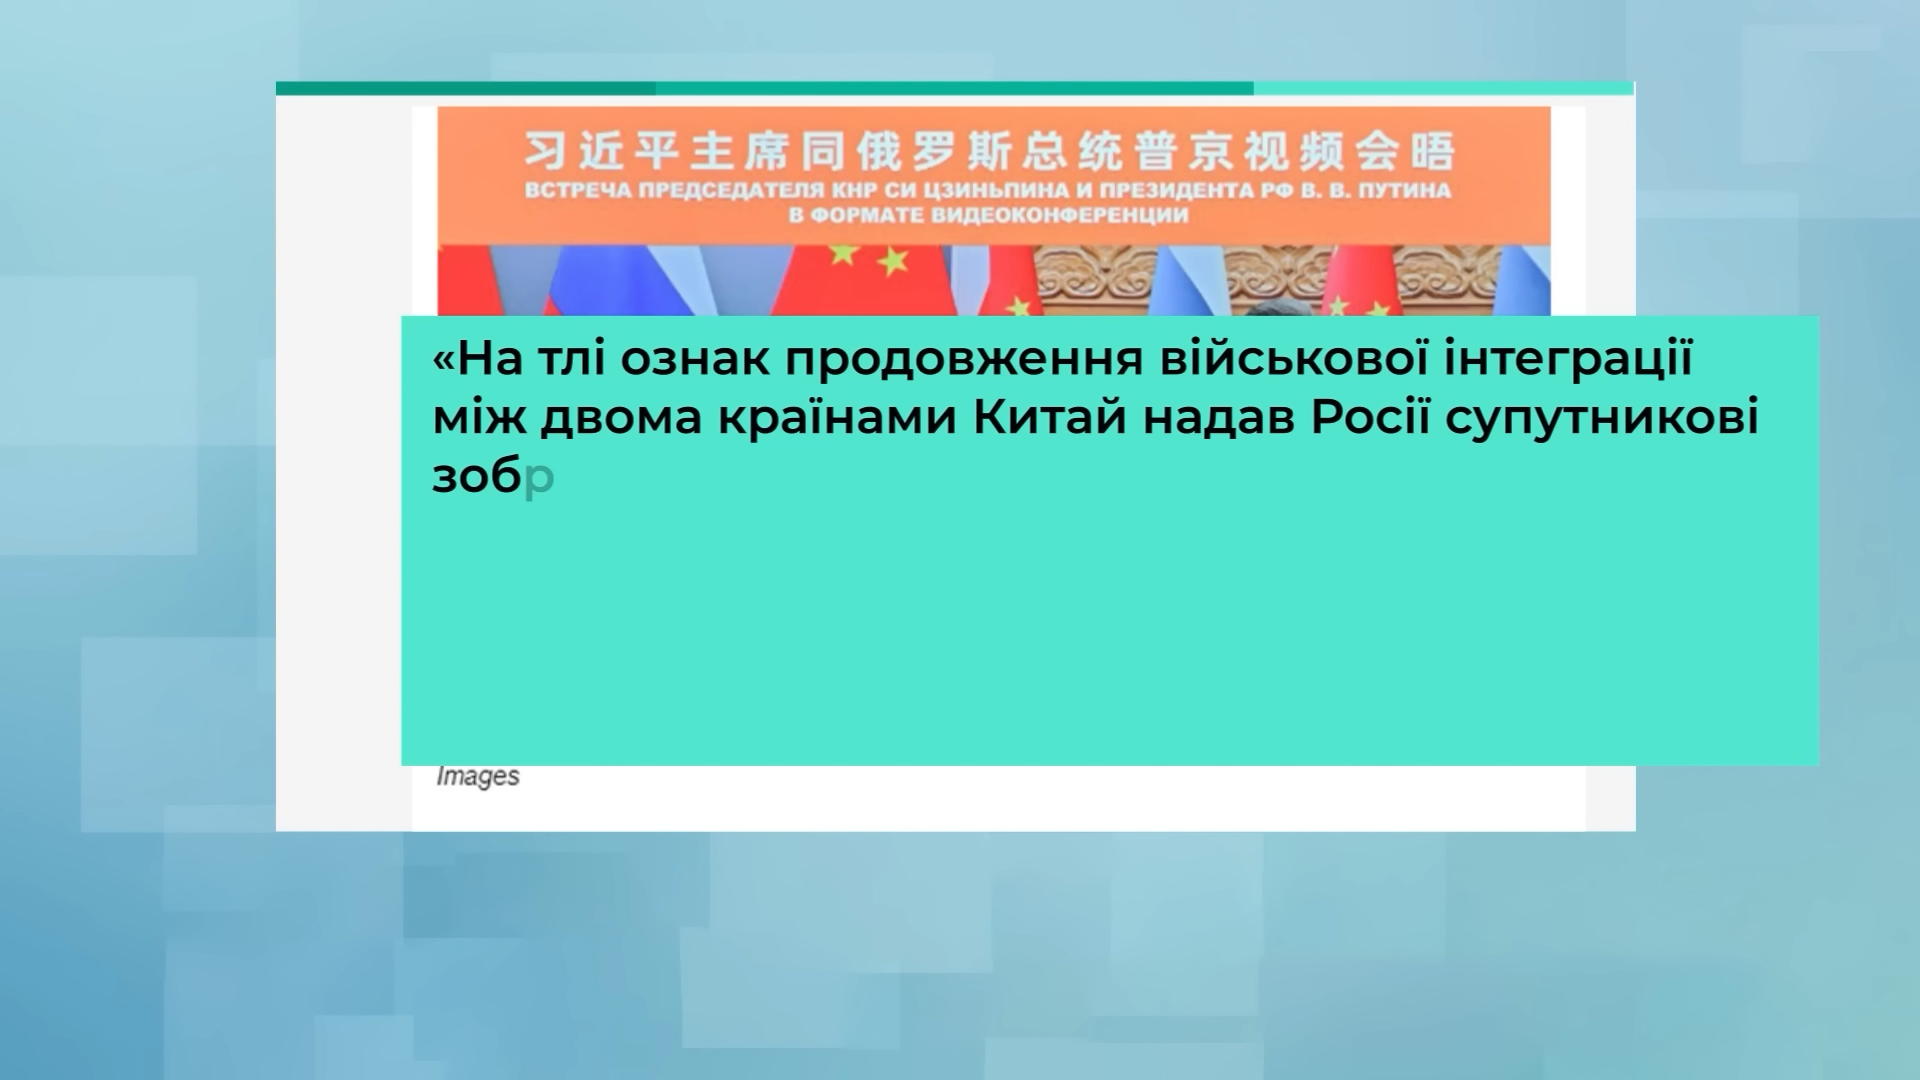 习近平主席同俄罗斯总统普京视频会晤
ВСТРЕЧА ПРЕДСЕДАТЕЛЯ КНР СИ ЦЗИНЬПИНА И ПРЕЗИДЕНТА РФ В. В. ПУТИНА
В ФОРМАТЕ ВИДЕОКОНФЕРЕНЦИИ
«На тлі ознак продовження військової інтеграції
між двома країнами Китай надав Росії супутникові
зобр
Images